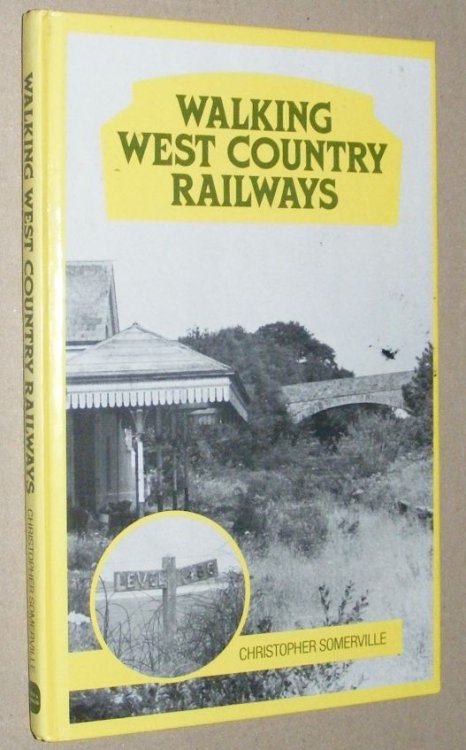 WALKING
WEST COUNTRY
RAILWAYS
CHRISTOPHER SOMERVILLE
WALKING WEST COUNTRY RAILWAYS
CHRISTOPHER SOMERVILLE
LEVEL